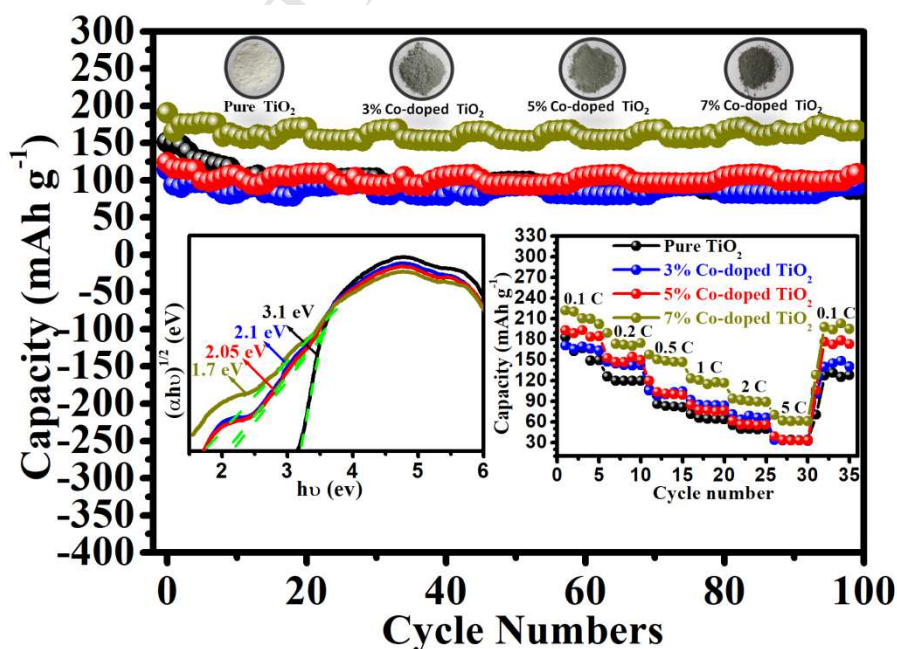 Pure TiO2
3% Co-doped TiO2
5% Co-doped TiO2
7% Co-doped TiO2
Capacity (mAh g-1)
300
250
200
150
100
50
0
-50
-100
-150
-200
-250
-300
-350
-400
0
20
40
60
80
100
Cycle Numbers
(αhυ)1/2 (eV)
3.1 eV
2.1 eV
2.05 eV
1.7 eV
2
3
4
5
6
hυ (ev)
Capacity (mAh g-1)
330
300
270
240
210
180
150
120
90
60
30
Pure TiO2
3% Co-doped TiO2
5% Co-doped TiO2
7% Co-doped TiO2
0.1 C
0.2 C
0.5 C
1 C
2 C
5 C
0.1 C
0
5
10
15
20
25
30
35
Cycle number